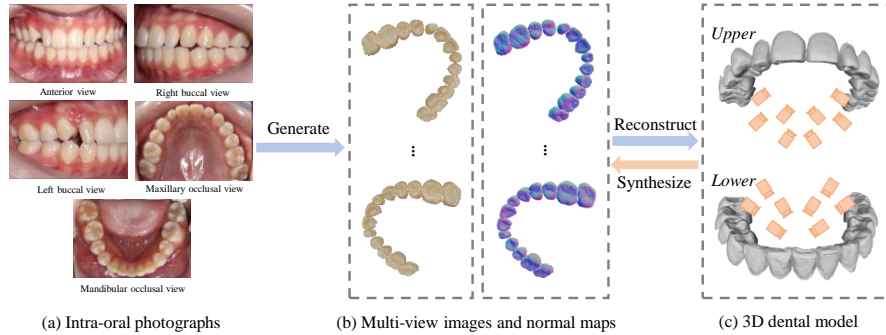 Anterior view
Right buccal view
Left buccal view
Maxillary occlusal view
Mandibular occlusal view
(a) Intra-oral photographs
Generate
...
...
(b) Multi-view images and normal maps
Reconstruct
Synthesize
Upper
Lower
(c) 3D dental model